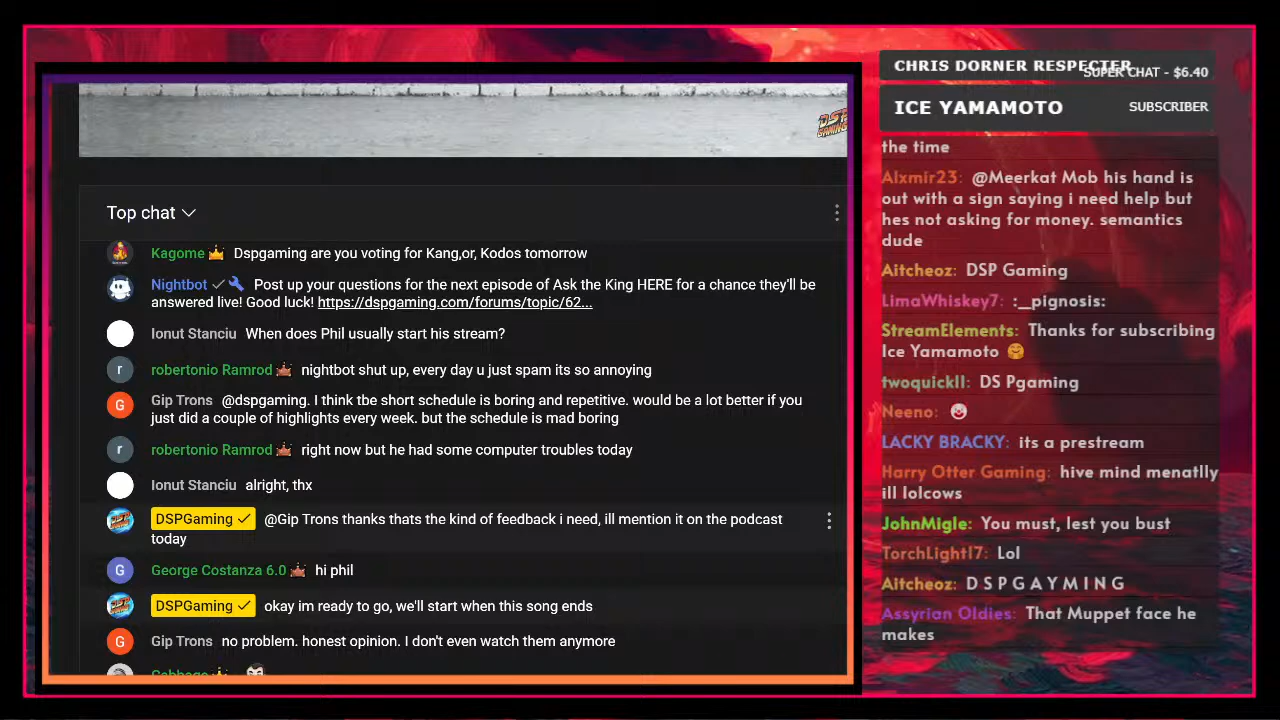 CHRIS DORNER RESPECTER
SUPER CHAT - $6.40
ICE YAMAMOTO
SUBSCRIBER
DSP
GAMING
Top chat
Kagome Dspgaming are you voting for Kang,or, Kodos tomorrow
Nightbot Post up your questions for the next episode of Ask the King HERE for a chance they'll be
answered live! Good luck! https://dspgaming.com/forums/topic/62...
Ionut Stanciu When does Phil usually start his stream?
r robertonio Ramrod nightbot shut up, every day u just spam its so annoying
G Gip Trons @dspgaming. I think tbe short schedule is boring and repetitive. would be a lot better if you
just did a couple of highlights every week. but the schedule is mad boring
r robertonio Ramrod right now but he had some computer troubles today
Ionut Stanciu alright, thx
DSPGaming @Gip Trons thanks thats the kind of feedback i need, ill mention it on the podcast
today
G George Costanza 6.0 hi phil
DSPGaming okay im ready to go, we'll start when this song ends
G Gip Trons no problem. honest opinion. I don't even watch them anymore
Cabbage
the time
Alxmir23: @Meerkat Mob his hand is
out with a sign saying i need help but
hes not asking for money. semantics
dude
Aitcheoz: DSP Gaming
LimaWhiskey7: :_pignosis:
StreamElements: Thanks for subscribing
Ice Yamamoto 🤗
twoquickII: DS Pgaming
Neeno: 🤡
LACKY BRACKY: its a prestream
Harry Otter Gaming: hive mind menatlly
ill lolcows
JohnMigle: You must, lest you bust
TorchLight17: Lol
Aitcheoz: D S P G A Y M I N G
Assyrian Oldies: That Muppet face he
makes